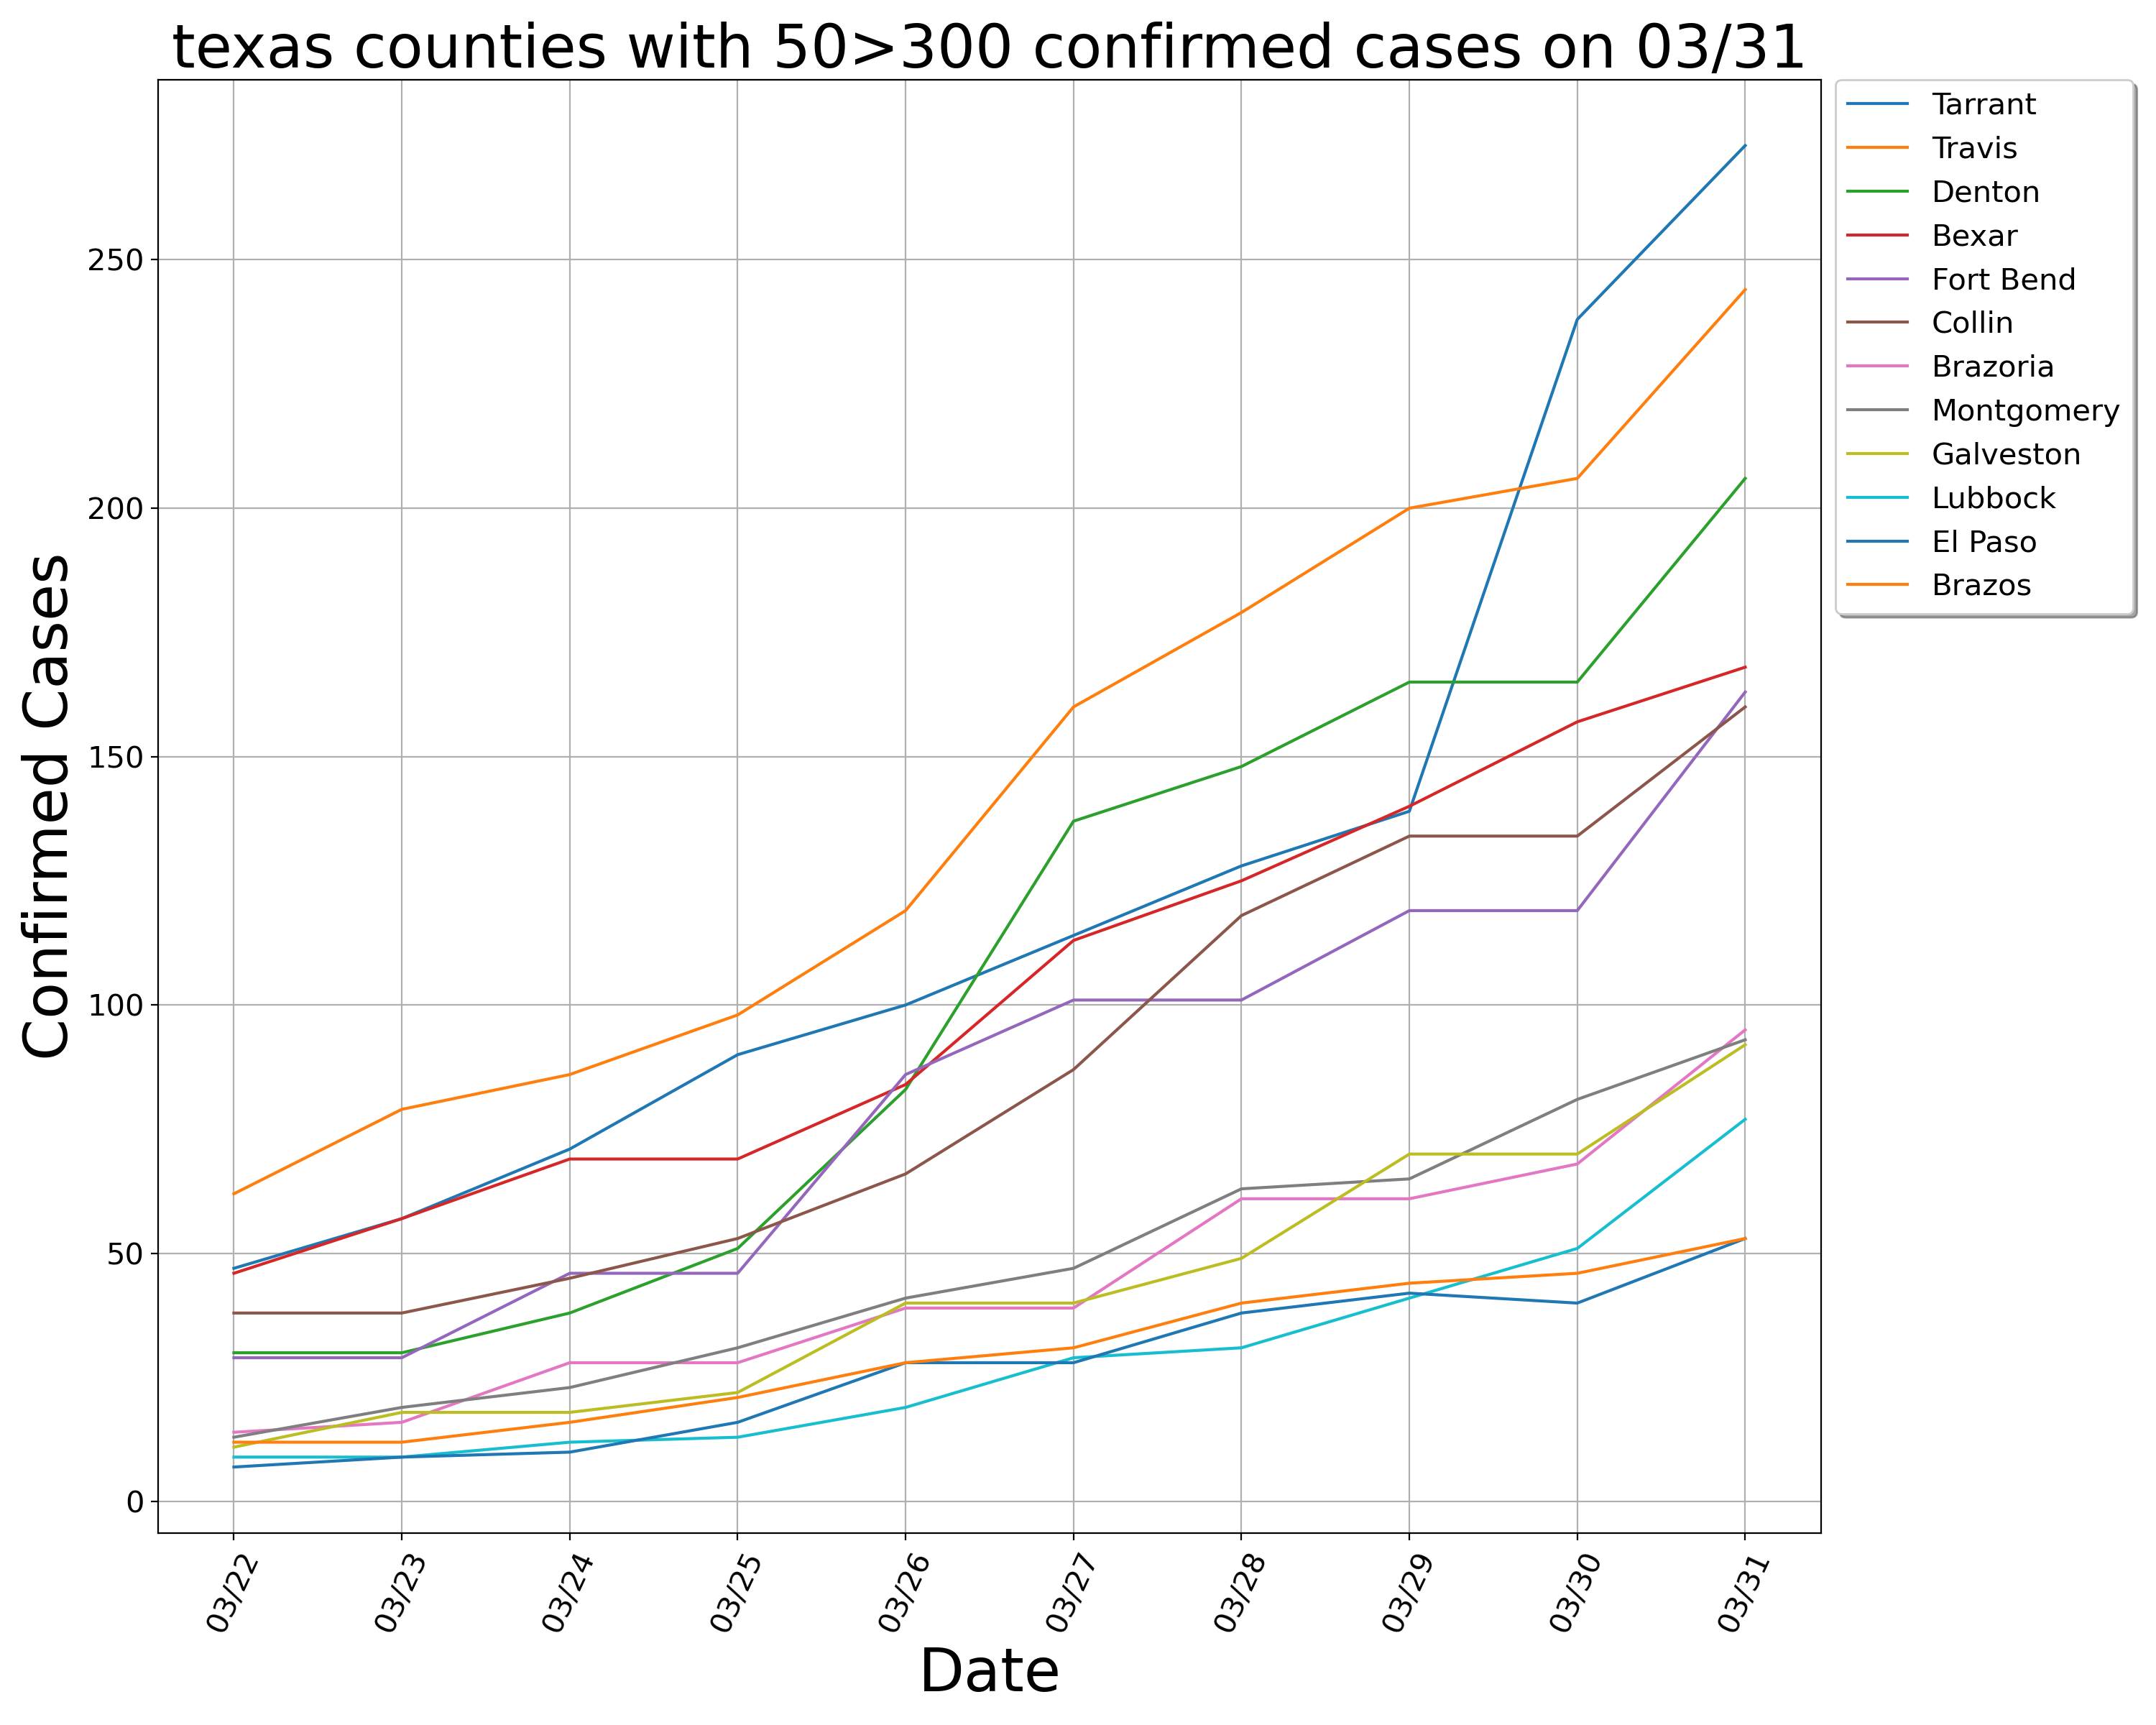 texas counties with 50>300 confirmed cases on 03/31
Tarrant
Travis
Denton
Bexar
Fort Bend
Collin
Brazoria
Montgomery
Galveston
Lubbock
El Paso
Brazos
Confirmed Cases
250
200
150
100
50
0
03/22
03/23
03/24
03/25
03/26
03/27
03/28
03/29
03/30
03/31
Date